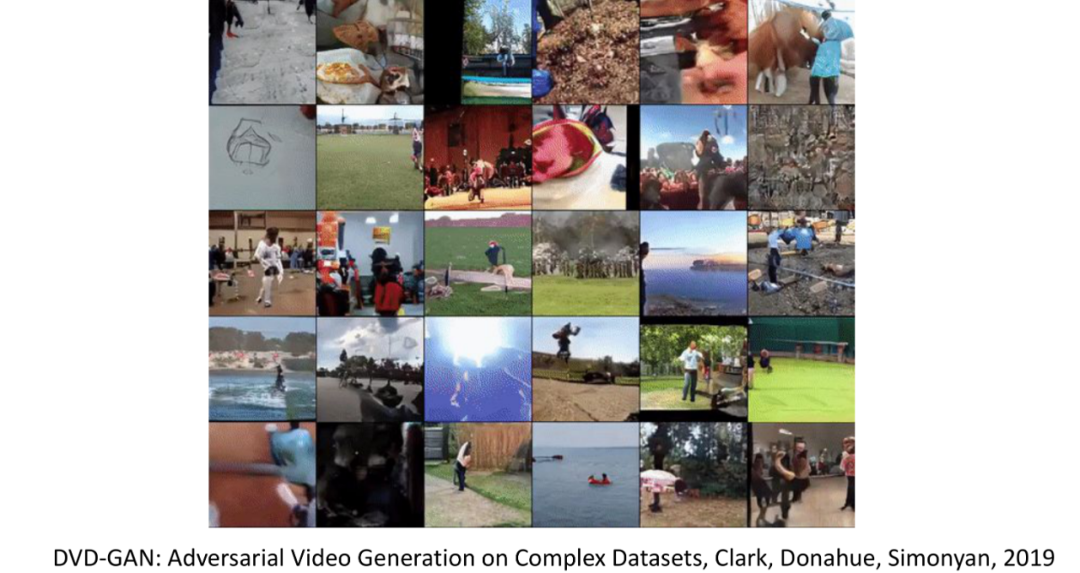 DVD-GAN: Adversarial Video Generation on Complex Datasets, Clark, Donahue, Simonyan, 2019